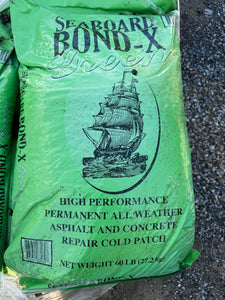 SEABOARD
BOND-X
Green
HIGH PERFORMANCE
PERMANENT ALL WEATHER
ASPHALT AND CONCRETE
REPAIR COLD PATCH
NET WEIGHT 60 LB (27.2 kg)